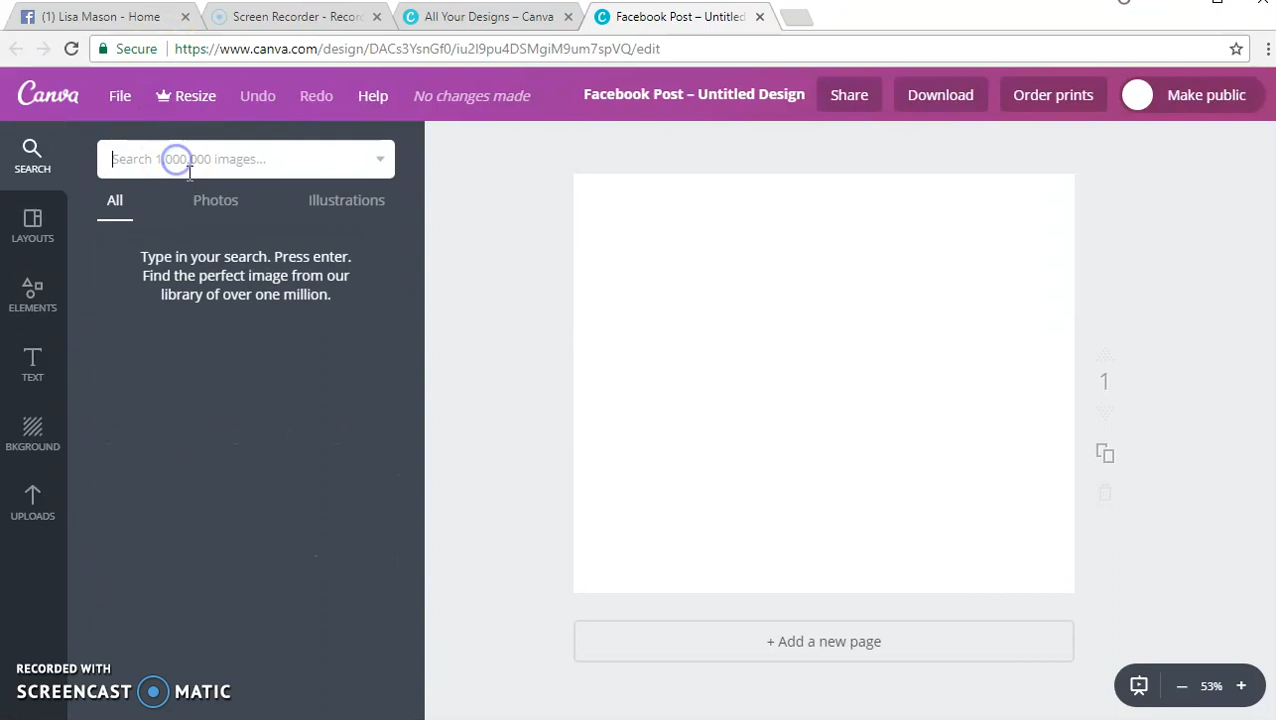 (1) Lisa Mason - Home
Screen Recorder - Record
All Your Designs – Canva
Facebook Post – Untitled
Secure https://www.canva.com/design/DACs3YsnGf0/iu2I9pu4DSMgiM9um7spVQ/edit
Canva File Resize Undo Redo Help No changes made Facebook Post – Untitled Design Share Download Order prints Make public
SEARCH
LAYOUTS
ELEMENTS
TEXT
BKGROUND
UPLOADS
Search 1,000,000 images...
All Photos Illustrations
Type in your search. Press enter.
Find the perfect image from our
library of over one million.
1
+ Add a new page
RECORDED WITH
SCREENCAST MATIC
53%